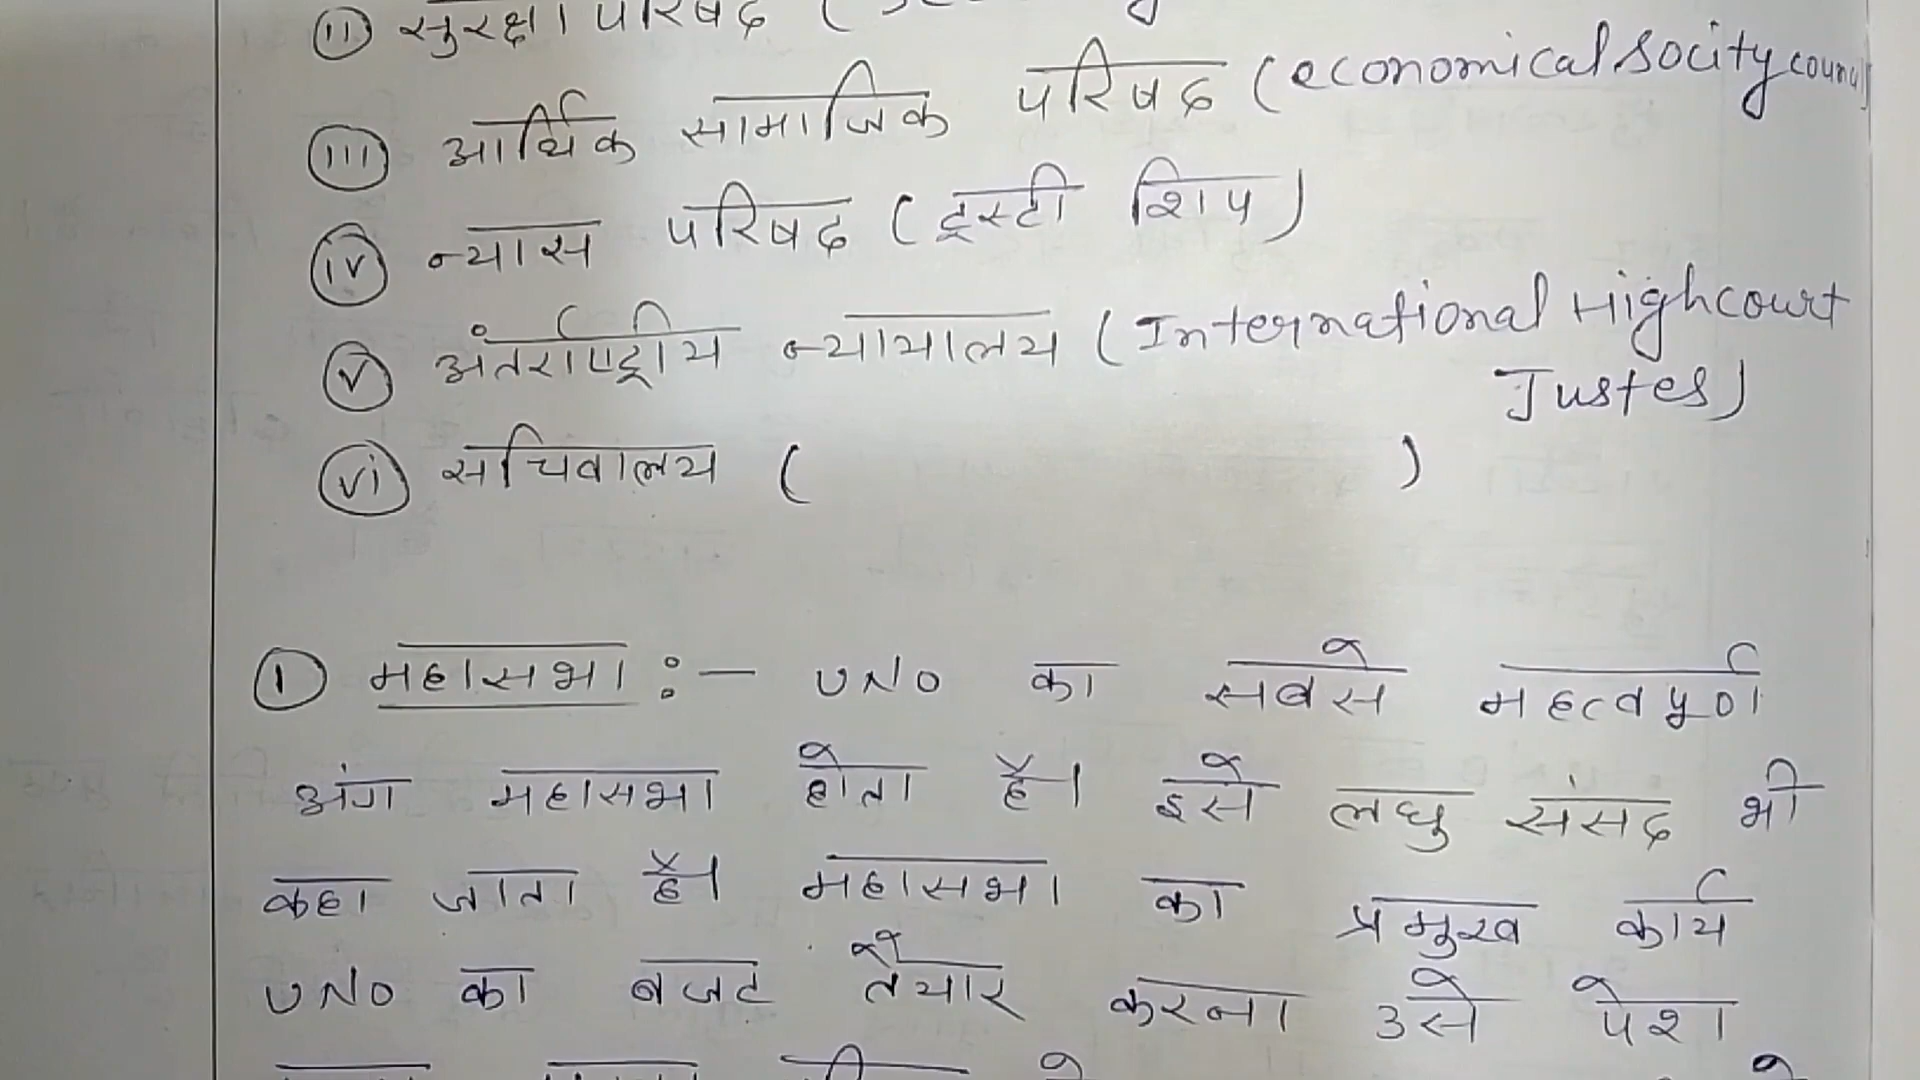 (ii) सुरक्षा परिषद (
(iii) आर्थिक सामाजिक परिषद (economical Socity council)
(iv) न्यास परिषद (ट्रस्टी शिप)
(v) अंतर्राष्ट्रीय न्यायालय (International Highcourt
Justes)
(vi) सचिवालय ( )
(1) महासभा :- UNO का सबसे महत्वपूर्ण
अंग महासभा होता है। इसे लघु संसद भी
कहा जाता है। महासभा का प्रमुख कार्य
UNO का बजट तैयार करना उसे पेश